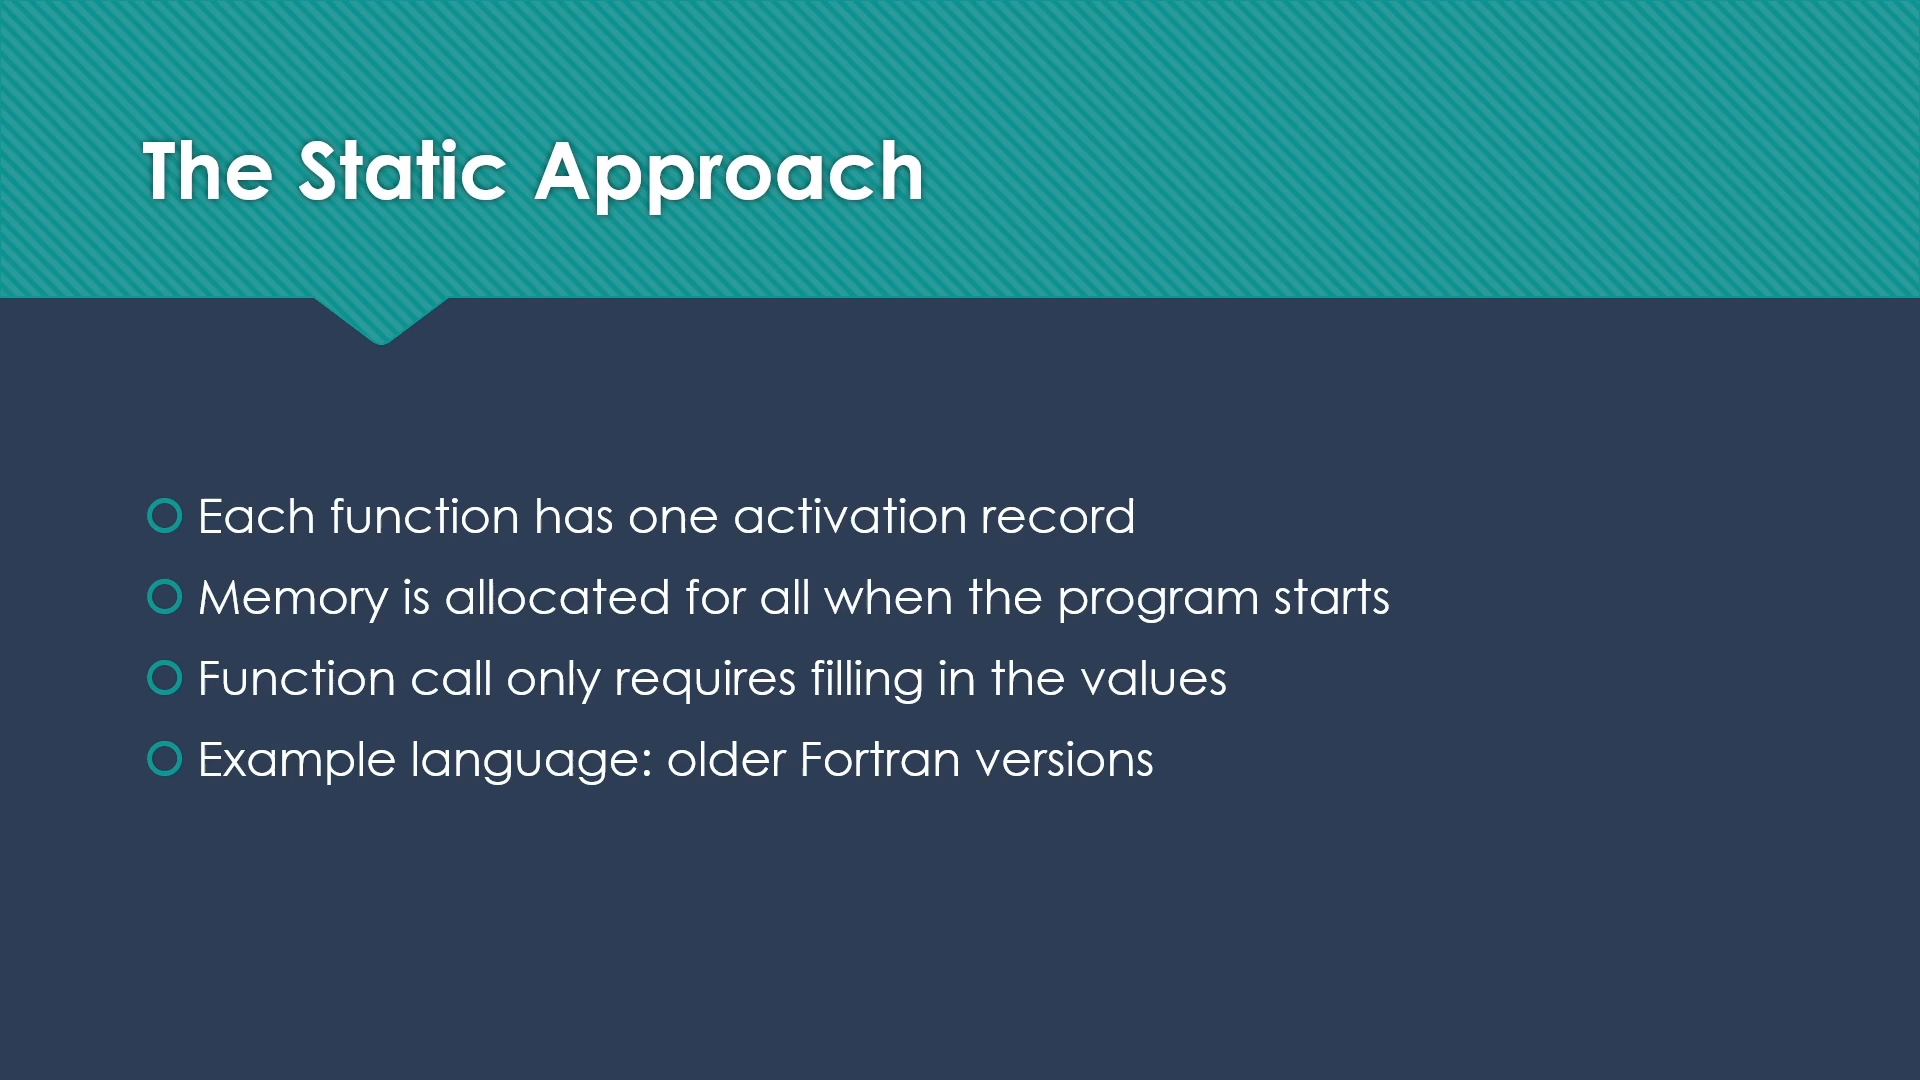 The Static Approach
Each function has one activation record
Memory is allocated for all when the program starts
Function call only requires filling in the values
Example language: older Fortran versions